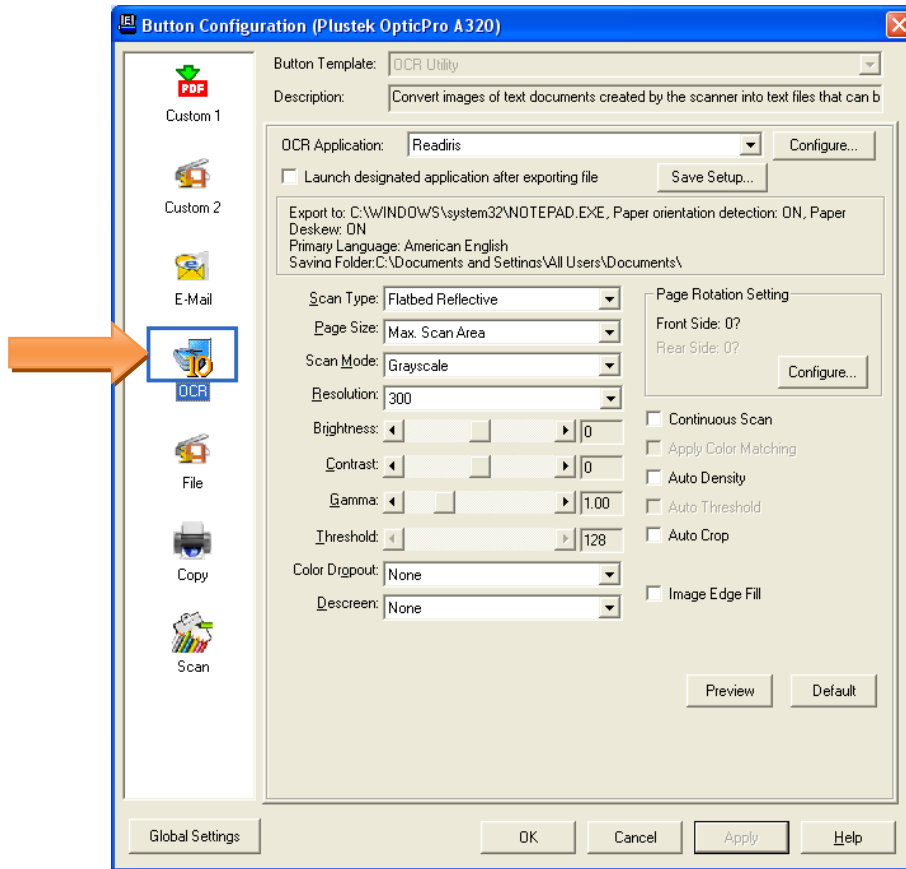 Button Configuration (Plustek OpticPro A320)
PDF
Custom 1
Custom 2
E-Mail
OCR
File
Copy
Scan
Button Template: OCR Utility
Description: Convert images of text documents created by the scanner into text files that can b
OCR Application: Readiris Configure...
Launch designated application after exporting file Save Setup...
Export to: C:\WINDOWS\system32\NOTEPAD.EXE, Paper orientation detection: ON, Paper
Deskew: ON
Primary Language: American English
Saving Folder:C:\Documents and Settings\All Users\Documents\
Scan Type: Flatbed Reflective
Page Size: Max. Scan Area
Scan Mode: Grayscale
Resolution: 300
Brightness: 0
Contrast: 0
Gamma: 1.00
Threshold: 128
Color Dropout: None
Descreen: None
Page Rotation Setting
Front Side: 0?
Rear Side: 0?
Configure...
Continuous Scan
Apply Color Matching
Auto Density
Auto Threshold
Auto Crop
Image Edge Fill
Preview Default
Global Settings OK Cancel Apply Help